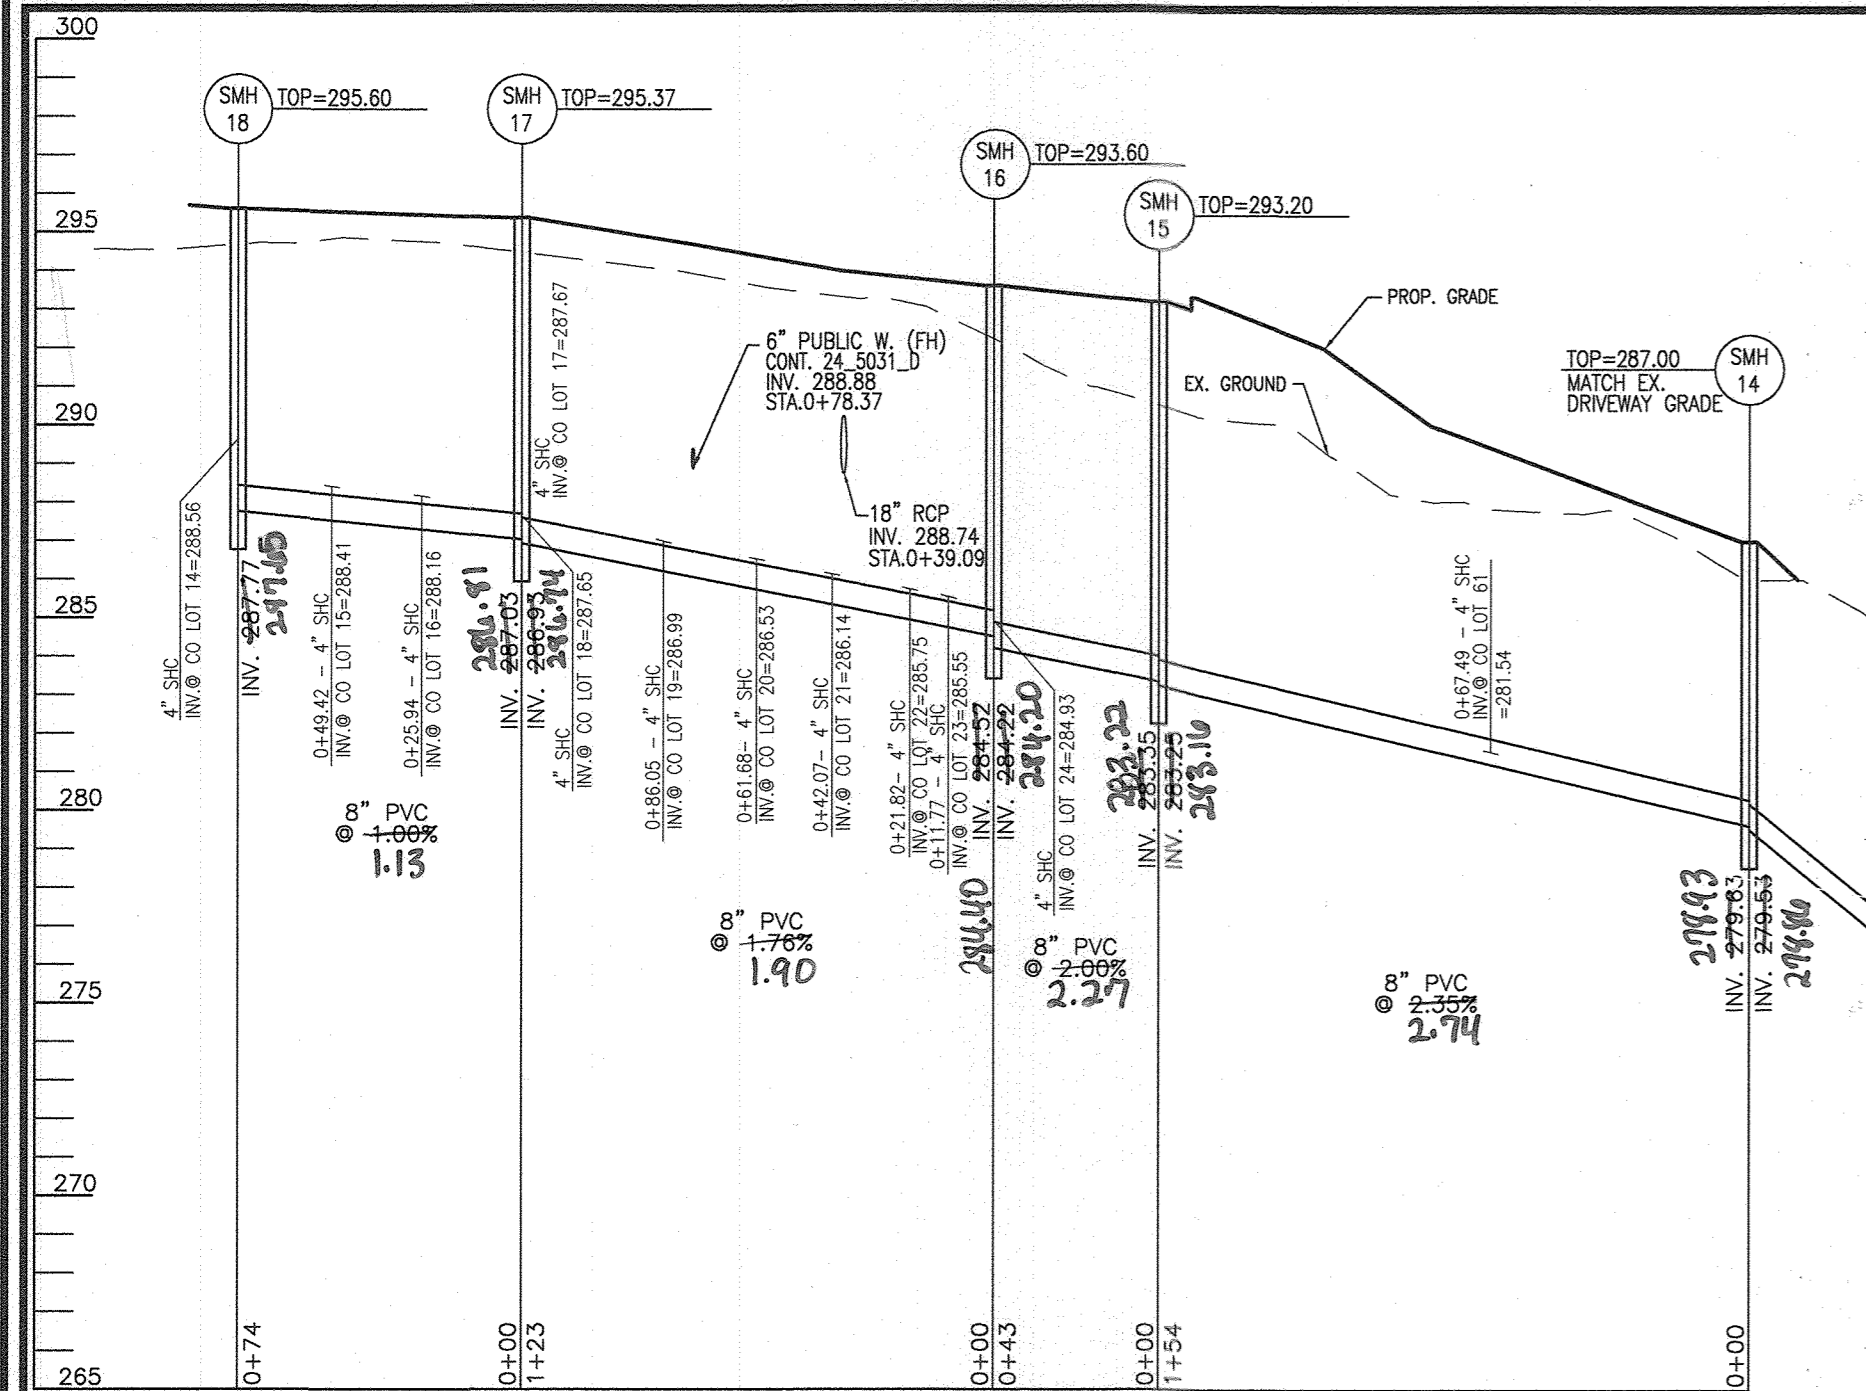 300
295
290
285
280
275
270
265
SMH
18
TOP=295.60
SMH
17
TOP=295.37
SMH
16
TOP=293.60
SMH
15
TOP=293.20
TOP=287.00
MATCH EX.
DRIVEWAY GRADE
SMH
14
PROP. GRADE
EX. GROUND
6" PUBLIC W. (FH)
CONT. 24_5031_D
INV. 288.88
STA.0+78.37
18" RCP
INV. 288.74
STA.0+39.09
4" SHC
INV.@ CO LOT 14=288.56
INV. 287.77
0+49.42 - 4" SHC
INV.@ CO LOT 15=288.41
0+25.94 - 4" SHC
INV.@ CO LOT 16=288.16
286.81
INV. 287.03
INV. 286.93
286.74
4" SHC
INV.@ CO LOT 17=287.67
4" SHC
INV.@ CO LOT 18=287.65
0+86.05 - 4" SHC
INV.@ CO LOT 19=286.99
0+61.68- 4" SHC
INV.@ CO LOT 20=286.53
0+42.07- 4" SHC
INV.@ CO LOT 21=286.14
0+21.82- 4" SHC
INV.@ CO LOT 22=285.75
0+11.77 - 4" SHC
INV.@ CO LOT 23=285.55
284.40
INV. 284.52
INV. 284.22
284.20
4" SHC
INV.@ CO LOT 24=284.93
283.22
INV. 283.35
INV. 283.25
283.16
0+67.49 - 4" SHC
INV.@ CO LOT 61
=281.54
278.93
INV. 279.63
INV. 279.53
278.86
8" PVC
@ 1.00%
1.13
8" PVC
@ 1.76%
1.90
8" PVC
@ 2.00%
2.27
8" PVC
@ 2.35%
2.74
0+74
0+00
1+23
0+00
0+43
0+00
1+54
0+00